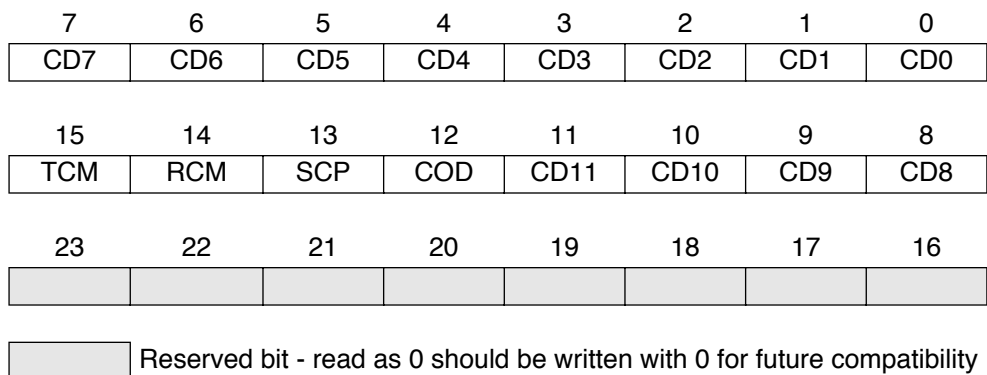 7 6 5 4 3 2 1 0
CD7 CD6 CD5 CD4 CD3 CD2 CD1 CD0
15 14 13 12 11 10 9 8
TCM RCM SCP COD CD11 CD10 CD9 CD8
23 22 21 20 19 18 17 16
Reserved bit - read as 0 should be written with 0 for future compatibility